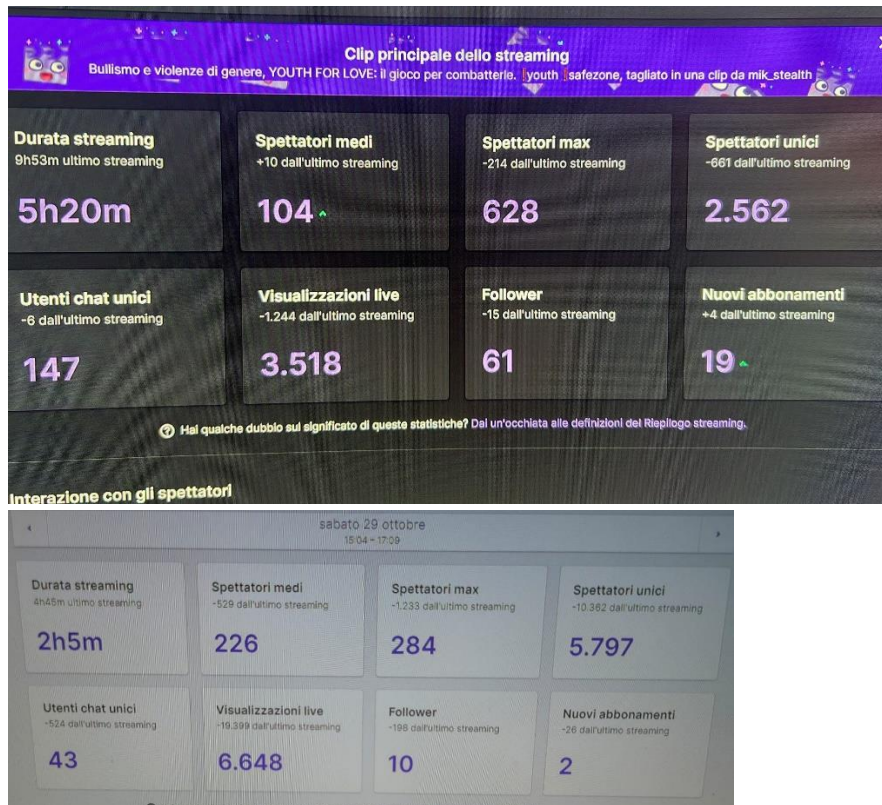 Clip principale dello streaming
Bullismo e violenze di genere, YOUTH FOR LOVE: il gioco per combatterle. youth safezone, tagliato in una clip da mik_stealth
Durata streaming
9h53m ultimo streaming
5h20m
Spettatori medi
+10 dall'ultimo streaming
104
Spettatori max
-214 dall'ultimo streaming
628
Spettatori unici
-661 dall'ultimo streaming
2.562
Utenti chat unici
-6 dall'ultimo streaming
147
Visualizzazioni live
-1.244 dall'ultimo streaming
3.518
Follower
-15 dall'ultimo streaming
61
Nuovi abbonamenti
+4 dall'ultimo streaming
19
Hai qualche dubbio sul significato di queste statistiche? Dai un'occhiata alle definizioni del Riepilogo streaming.
Interazione con gli spettatori
sabato 29 ottobre
15:04 – 17:09
Durata streaming
4h45m ultimo streaming
2h5m
Spettatori medi
-529 dall'ultimo streaming
226
Spettatori max
-1.233 dall'ultimo streaming
284
Spettatori unici
-10.362 dall'ultimo streaming
5.797
Utenti chat unici
-524 dall'ultimo streaming
43
Visualizzazioni live
-19.399 dall'ultimo streaming
6.648
Follower
-196 dall'ultimo streaming
10
Nuovi abbonamenti
-26 dall'ultimo streaming
2